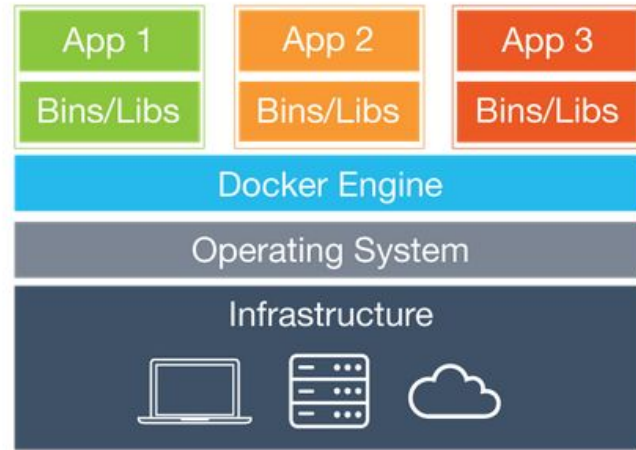 App 1
App 2
App 3
Bins/Libs
Bins/Libs
Bins/Libs
Docker Engine
Operating System
Infrastructure